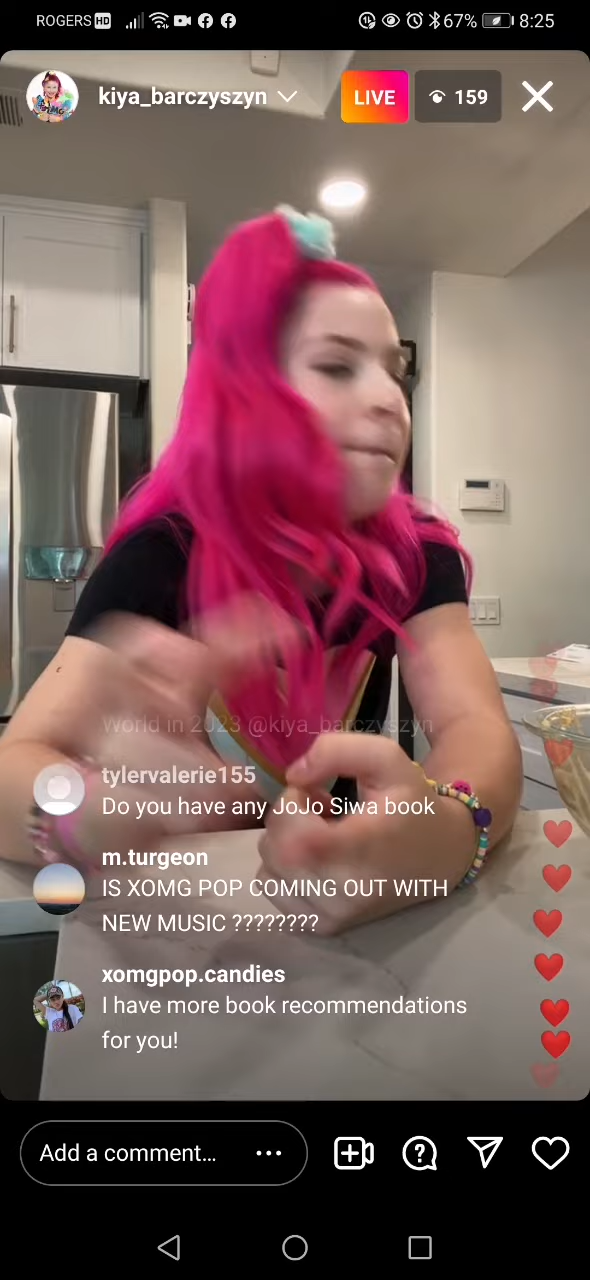 ROGERS HD 67% 8:25
kiya_barczyszyn LIVE 159
World in 2023 @kiya_barczyszyn
tylervalerie155
Do you have any JoJo Siwa book
m.turgeon
IS XOMG POP COMING OUT WITH
NEW MUSIC ????????
xomgpop.candies
I have more book recommendations
for you!
Add a comment...